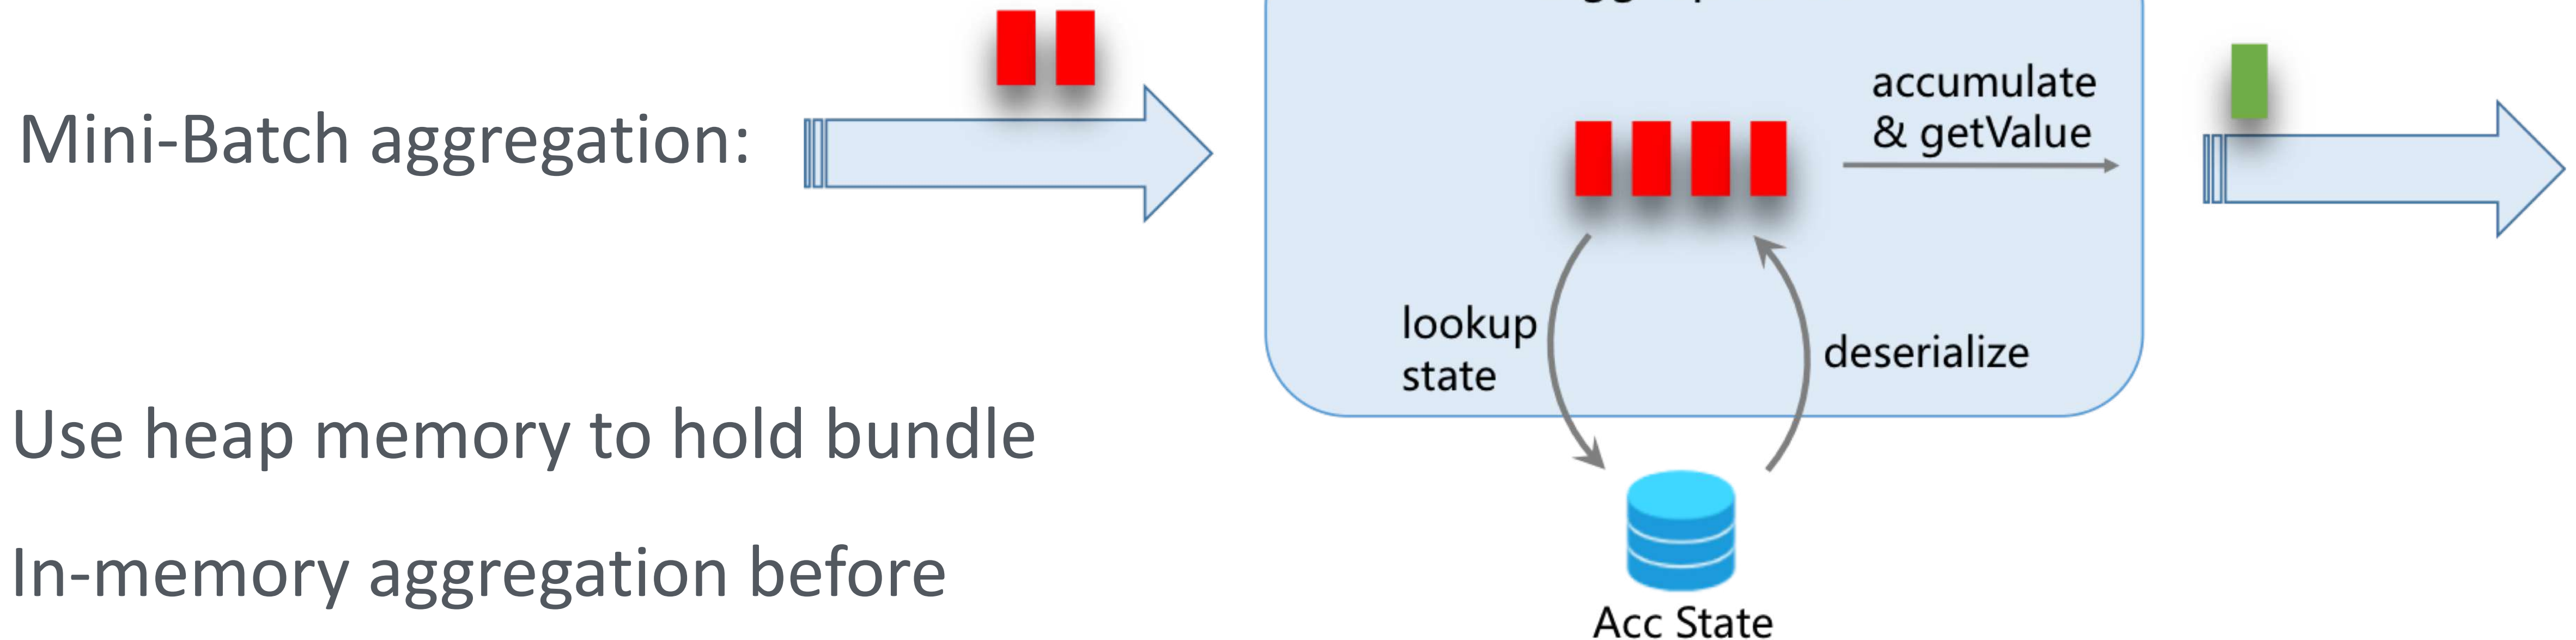 Mini-Batch aggregation:
accumulate
& getValue
lookup
state
deserialize
Use heap memory to hold bundle
In-memory aggregation before
Acc State